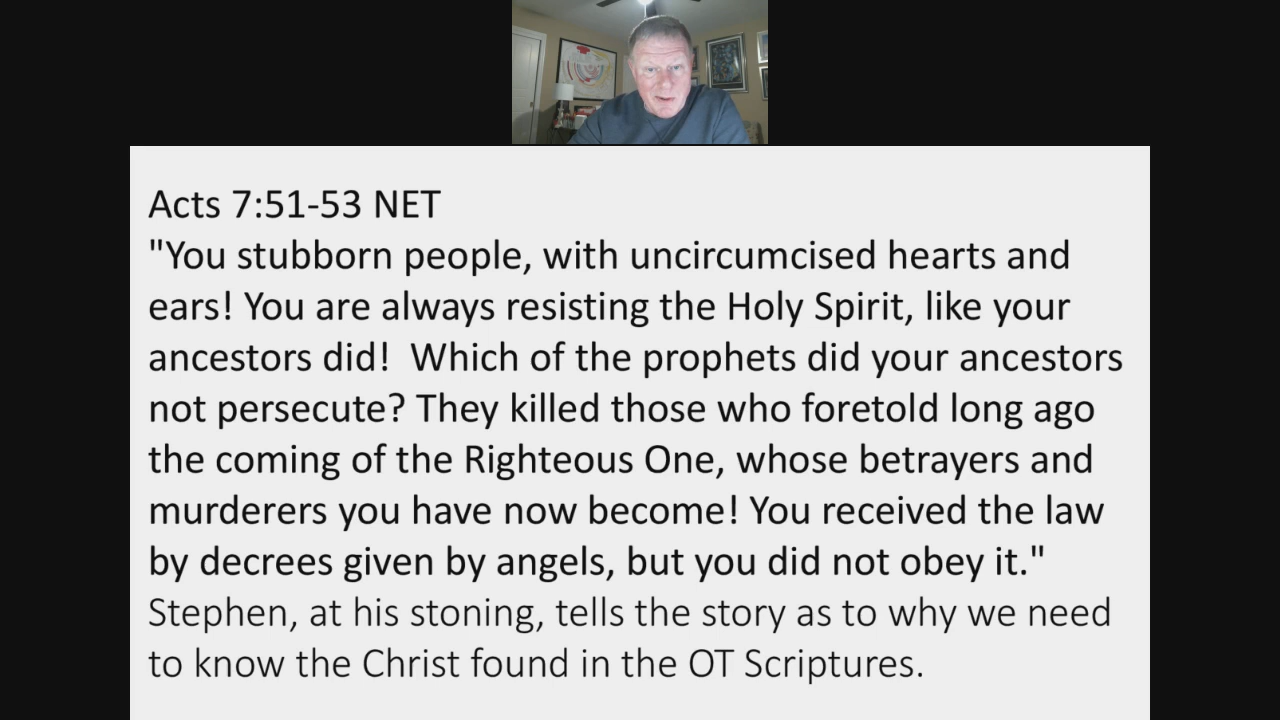 Acts 7:51-53 NET
"You stubborn people, with uncircumcised hearts and
ears! You are always resisting the Holy Spirit, like your
ancestors did!  Which of the prophets did your ancestors
not persecute? They killed those who foretold long ago
the coming of the Righteous One, whose betrayers and
murderers you have now become! You received the law
by decrees given by angels, but you did not obey it."
Stephen, at his stoning, tells the story as to why we need
to know the Christ found in the OT Scriptures.